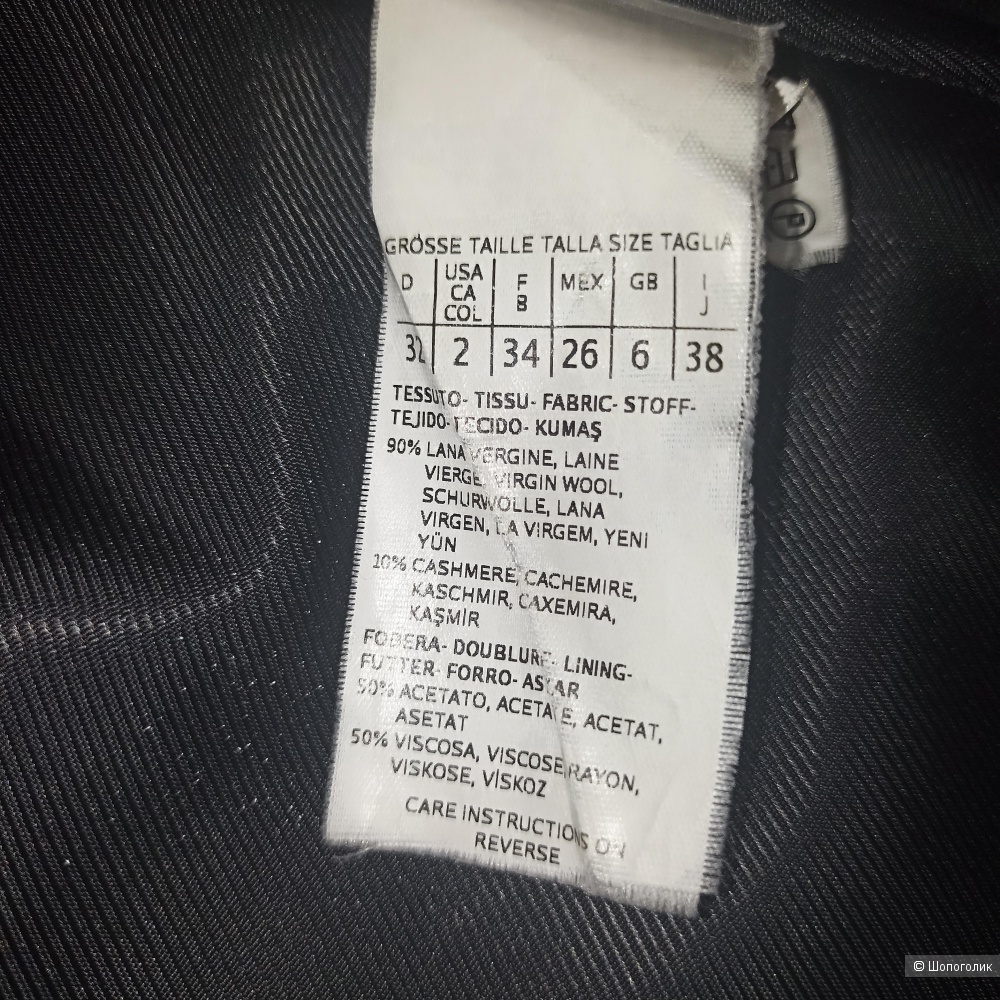 GRÖSSE TAILLE TALLA SIZE TAGLIA
D USA CA COL F B MEX GB I J
32 2 34 26 6 38
TESSUTO- TISSU- FABRIC- STOFF-
TEJIDO- TECIDO- KUMAŞ
90% LANA VERGINE, LAINE
VIERGE, VIRGIN WOOL,
SCHURWOLLE, LANA
VIRGEN, LA VIRGEM, YENI
YÜN
10% CASHMERE, CACHEMIRE,
KASCHMIR, CAXEMIRA,
KAŞMİR
FODERA- DOUBLURE- LINING-
FUTTER- FORRO- ASTAR
50% ACETATO, ACETATE, ACETAT,
ASETAT
50% VISCOSA, VISCOSE, RAYON,
VISKOSE, VİSKOZ
CARE INSTRUCTIONS ON
REVERSE
P
© Шопоголик